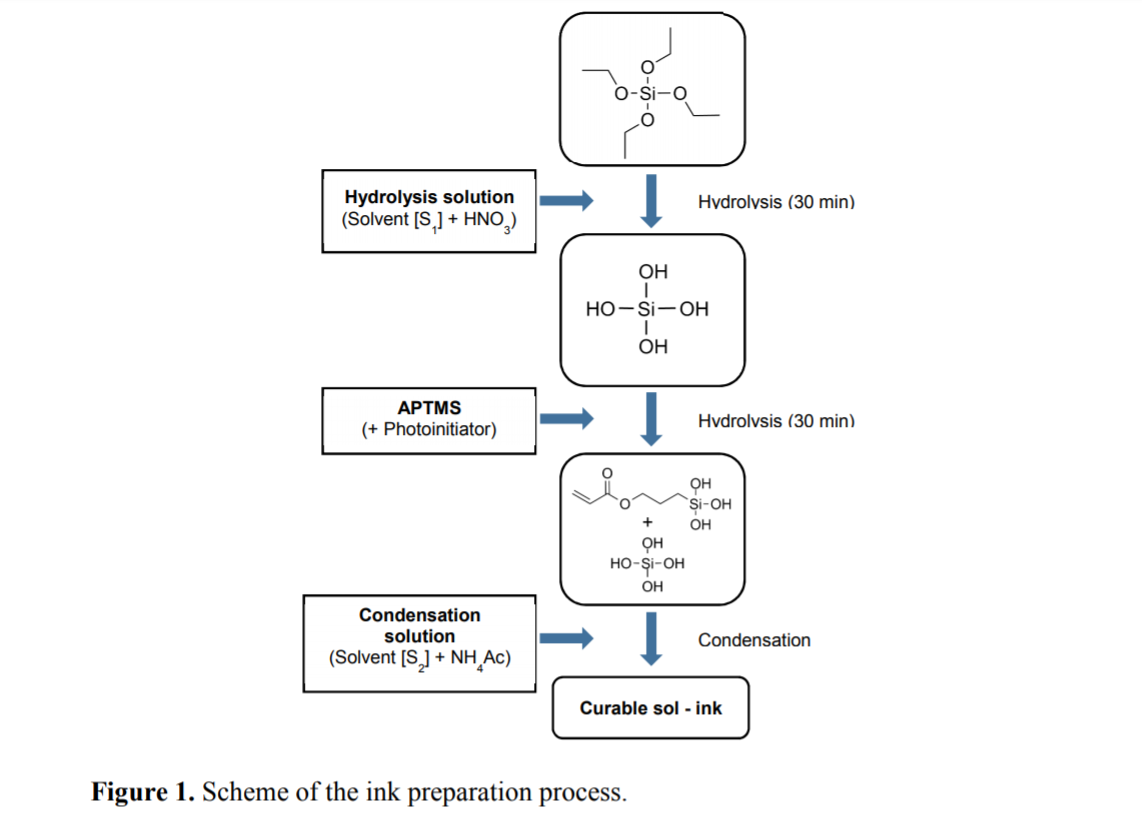 O
O-Si-O
O
Hydrolysis solution
(Solvent [S1] + HNO3)
Hydrolysis (30 min)
OH
HO-Si-OH
OH
APTMS
(+ Photoinitiator)
Hydrolysis (30 min)
O
O
OH
Si-OH
OH
+
OH
HO-Si-OH
OH
Condensation
solution
(Solvent [S2] + NH4Ac)
Condensation
Curable sol - ink
Figure 1. Scheme of the ink preparation process.